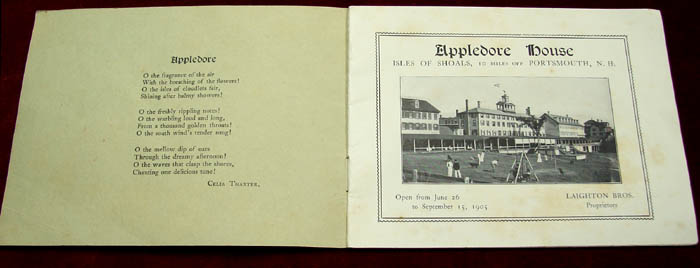 Appledore
O the fragrance of the air
With the breathing of the flowers!
O the isles of cloudlets fair,
Shining after balmy showers!
O the freshly rippling notes!
O the warbling loud and long,
From a thousand golden throats!
O the south wind's tender song!
O the mellow dip of oars
Through the dreamy afternoon!
O the waves that clasp the shores,
Chanting one delicious tune!
CELIA THAXTER.
Appledore House
ISLES OF SHOALS, 10 MILES OFF PORTSMOUTH, N. H.
Open from June 26
to September 15, 1905
LAIGHTON BROS.
Proprietors